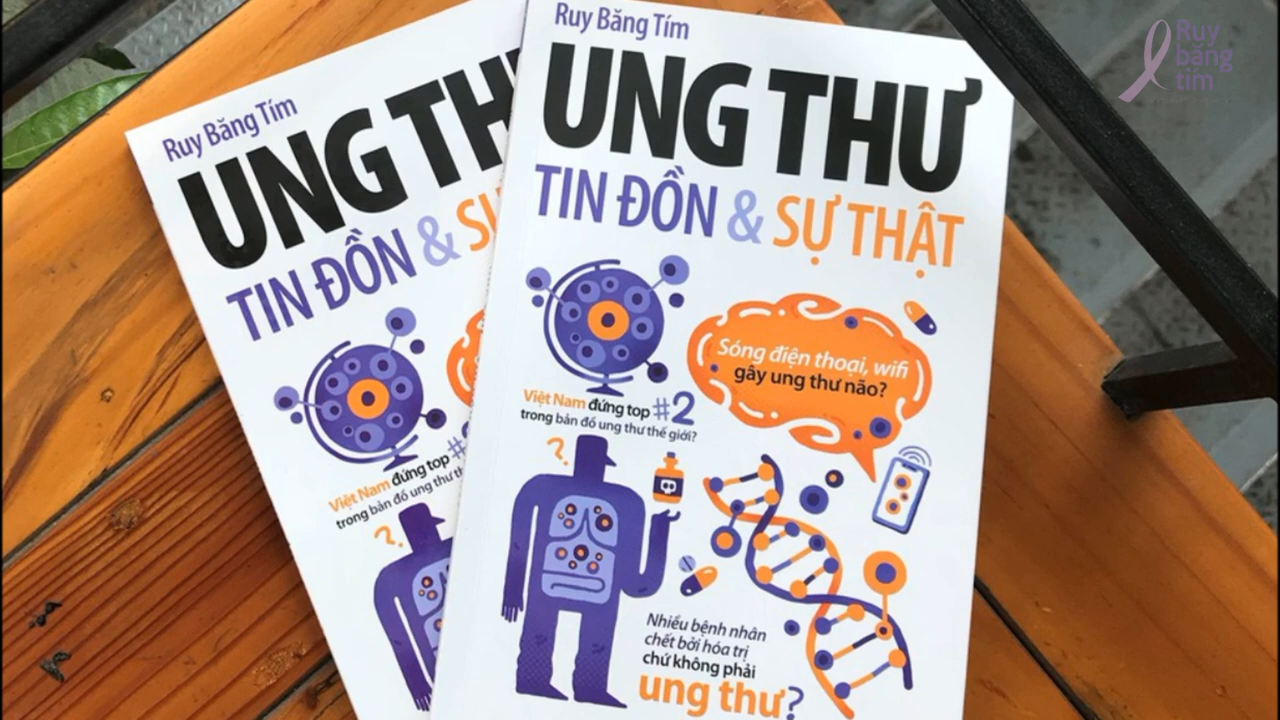 Ruy Băng Tím
UNG THƯ
TIN ĐỒN & SỰ THẬT
Sóng điện thoại, wifi
gây ung thư não?
Việt Nam đứng top #2
trong bản đồ ung thư thế giới?
Nhiều bệnh nhân
chết bởi hóa trị
chứ không phải
ung thư?
Ruy Băng Tím
UNG TH
TIN ĐỒN & S
Việt Nam đứng top #
trong bản đồ ung thư
Ruy
băng
tím